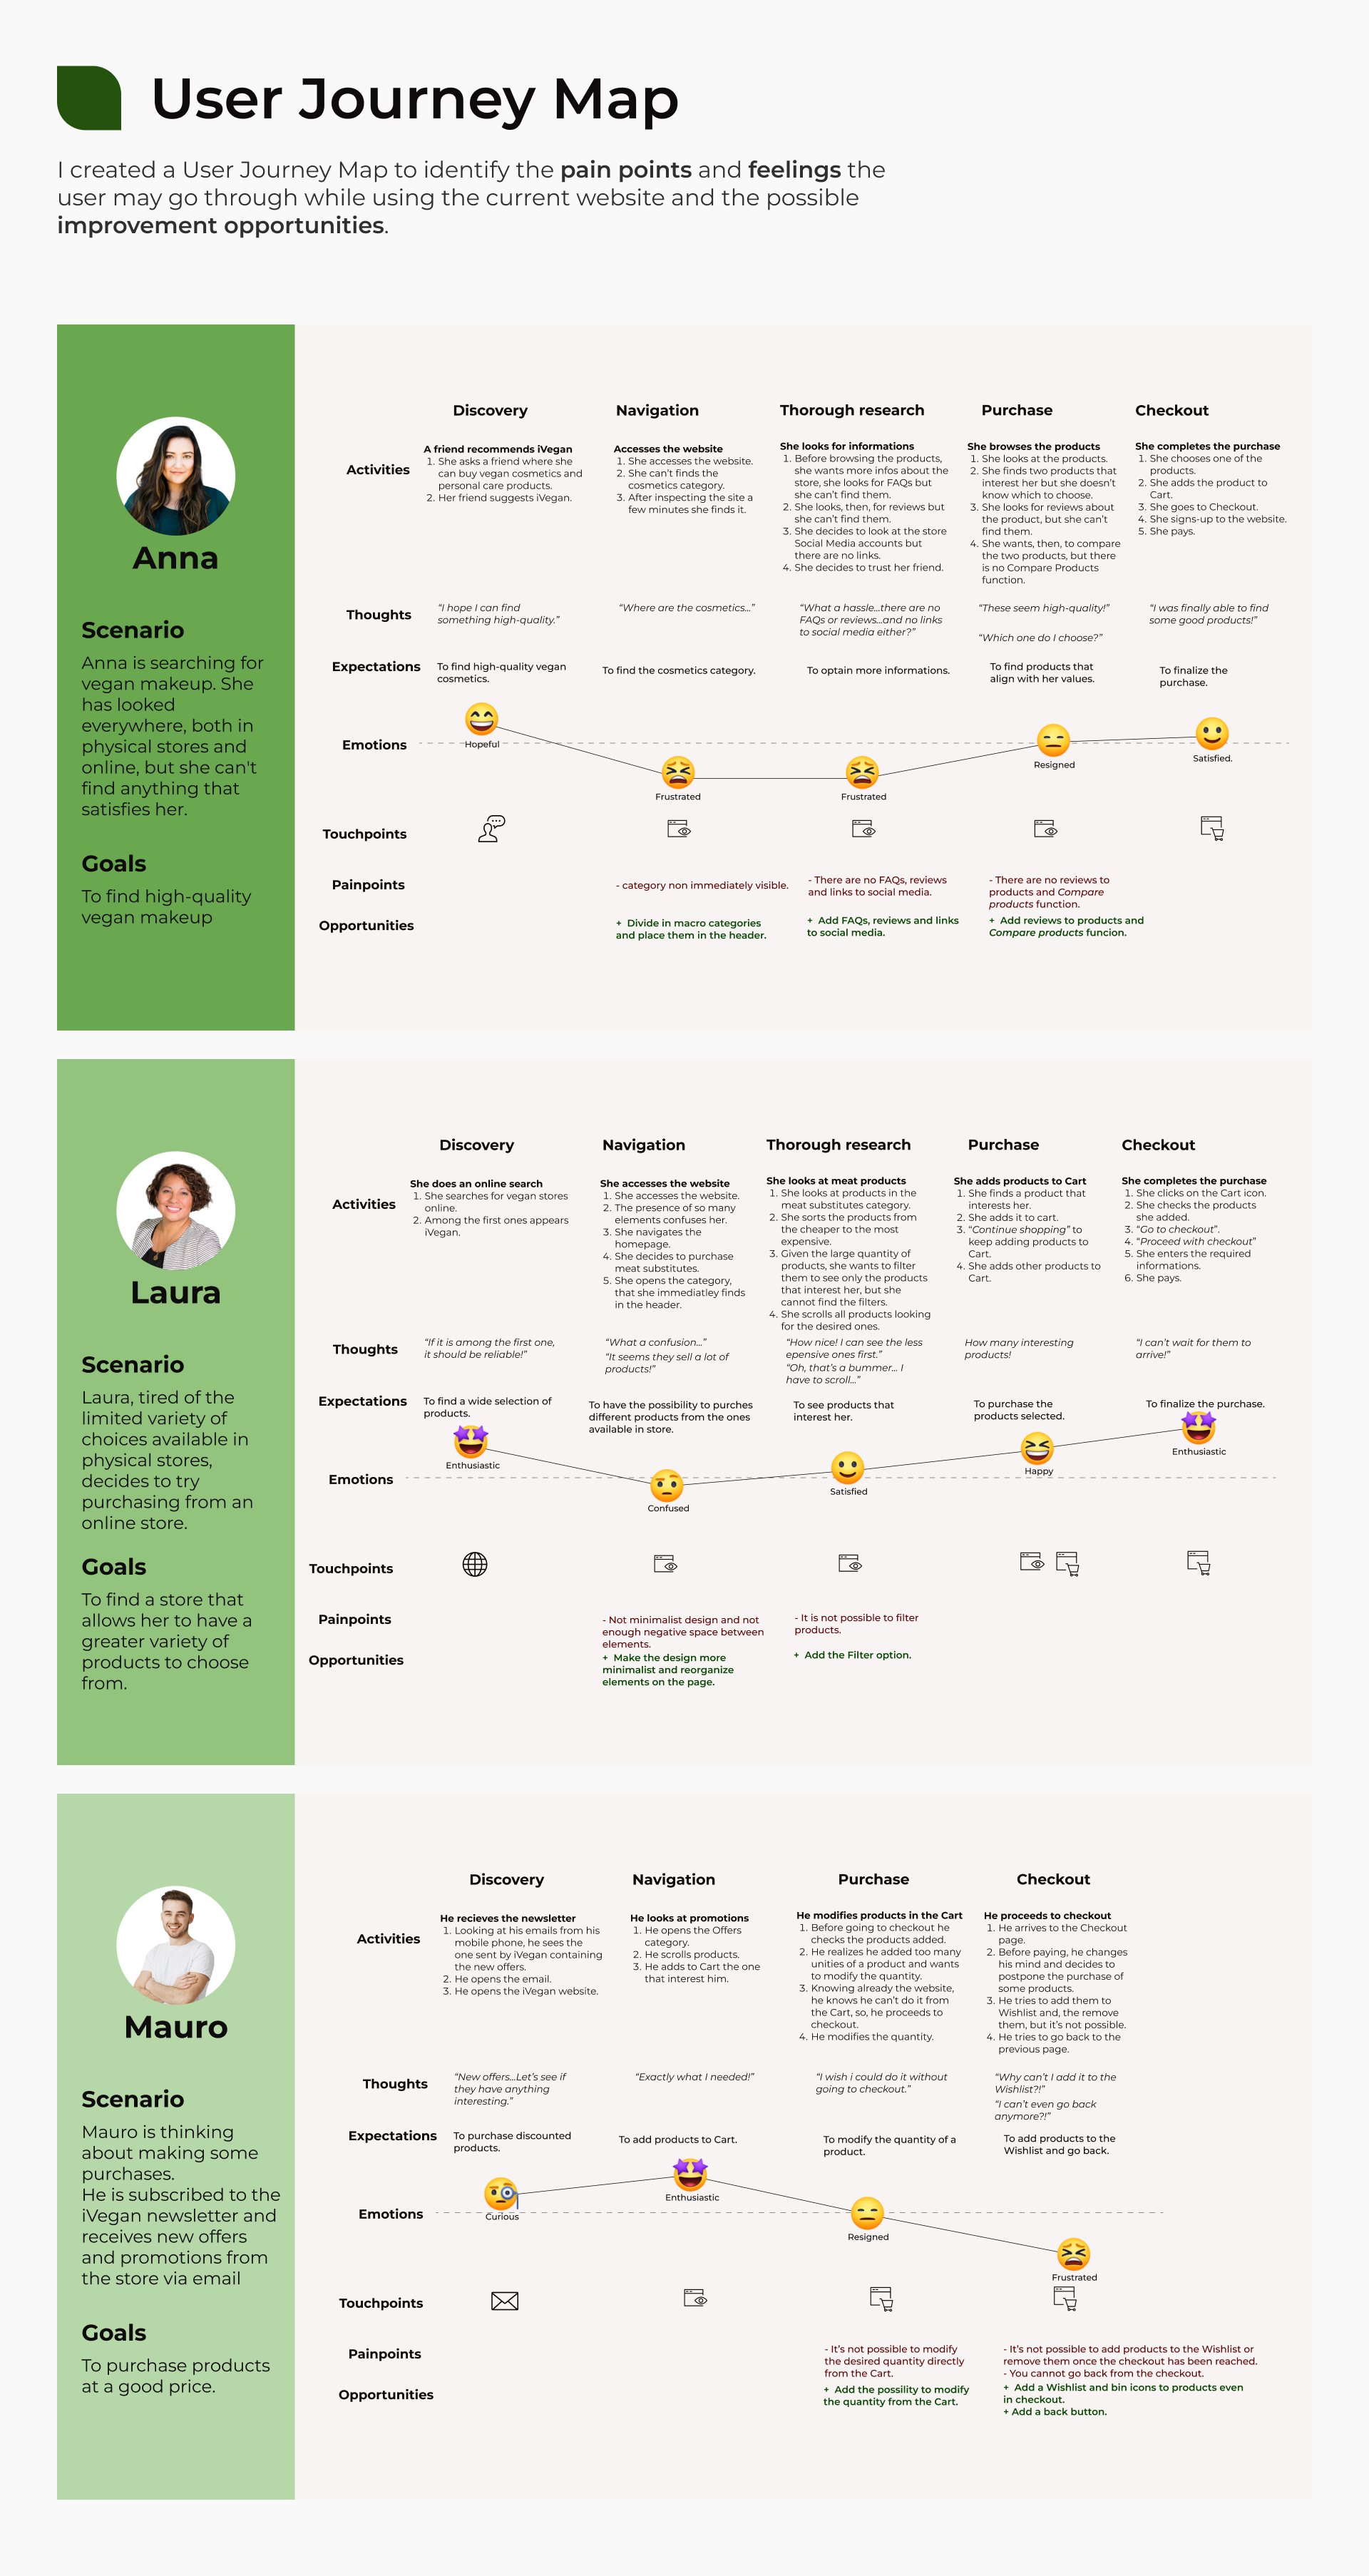 User Journey Map
I created a User Journey Map to identify the pain points and feelings the
user may go through while using the current website and the possible
improvement opportunities.
Anna
Scenario
Anna is searching for
vegan makeup. She
has looked
everywhere, both in
physical stores and
online, but she can't
find anything that
satisfies her.
Goals
To find high-quality
vegan makeup
Discovery
Navigation
Thorough research
Purchase
Checkout
Activities
A friend recommends iVegan
1. She asks a friend where she
can buy vegan cosmetics and
personal care products.
2. Her friend suggests iVegan.
Accesses the website
1. She accesses the website.
2. She can't finds the
cosmetics category.
3. After inspecting the site a
few minutes she finds it.
She looks for informations
1. Before browsing the products,
she wants more infos about the
store, she looks for FAQs but
she can't find them.
2. She looks, then, for reviews but
she can't find them.
3. She decides to look at the store
Social Media accounts but
there are no links.
4. She decides to trust her friend.
She browses the products
1. She looks at the products.
2. She finds two products that
interest her but she doesn't
know which to choose.
3. She looks for reviews about
the product, but she can't
find them.
4. She wants, then, to compare
the two products, but there
is no Compare Products
function.
She completes the purchase
1. She chooses one of the
products.
2. She adds the product to
Cart.
3. She goes to Checkout.
4. She signs-up to the website.
5. She pays.
Thoughts
“I hope I can find
something high-quality.”
“Where are the cosmetics...”
“What a hassle...there are no
FAQs or reviews...and no links
to social media either?”
“These seem high-quality!”
“Which one do I choose?”
“I was finally able to find
some good products!”
Expectations
To find high-quality vegan
cosmetics.
To find the cosmetics category.
To optain more informations.
To find products that
align with her values.
To finalize the
purchase.
Emotions
Hopeful
Frustrated
Frustrated
Resigned
Satisfied.
Touchpoints
Painpoints
- category non immediately visible.
- There are no FAQs, reviews
and links to social media.
- There are no reviews to
products and Compare
products function.
Opportunities
+ Divide in macro categories
and place them in the header.
+ Add FAQs, reviews and links
to social media.
+ Add reviews to products and
Compare products funcion.
Laura
Scenario
Laura, tired of the
limited variety of
choices available in
physical stores,
decides to try
purchasing from an
online store.
Goals
To find a store that
allows her to have a
greater variety of
products to choose
from.
Discovery
Navigation
Thorough research
Purchase
Checkout
Activities
She does an online search
1. She searches for vegan stores
online.
2. Among the first ones appears
iVegan.
She accesses the website
1. She accesses the website.
2. The presence of so many
elements confuses her.
3. She navigates the
homepage.
4. She decides to purchase
meat substitutes.
5. She opens the category,
that she immediatley finds
in the header.
She looks at meat products
1. She looks at products in the
meat substitutes category.
2. She sorts the products from
the cheaper to the most
expensive.
3. Given the large quantity of
products, she wants to filter
them to see only the products
that interest her, but she
cannot find the filters.
4. She scrolls all products looking
for the desired ones.
She adds products to Cart
1. She finds a product that
interests her.
2. She adds it to cart.
3. “Continue shopping” to
keep adding products to
Cart.
4. She adds other products to
Cart.
She completes the purchase
1. She clicks on the Cart icon.
2. She checks the products
she added.
3. “Go to checkout”.
4. “Proceed with checkout”
5. She enters the required
informations.
6. She pays.
Thoughts
“If it is among the first one,
it should be reliable!”
“What a confusion...”
“It seems they sell a lot of
products!”
“How nice! I can see the less
epensive ones first.”
“Oh, that's a bummer... I
have to scroll...”
How many interesting
products!
“I can't wait for them to
arrive!”
Expectations
To find a wide selection of
products.
To have the possibility to purches
different products from the ones
available in store.
To see products that
interest her.
To purchase the
products selected.
To finalize the purchase.
Emotions
Enthusiastic
Confused
Satisfied
Happy
Enthusiastic
Touchpoints
Painpoints
- Not minimalist design and not
enough negative space between
elements.
- It is not possible to filter
products.
Opportunities
+ Make the design more
minimalist and reorganize
elements on the page.
+ Add the Filter option.
Mauro
Scenario
Mauro is thinking
about making some
purchases.
He is subscribed to the
iVegan newsletter and
receives new offers
and promotions from
the store via email
Goals
To purchase products
at a good price.
Discovery
Navigation
Purchase
Checkout
Activities
He recieves the newsletter
1. Looking at his emails from his
mobile phone, he sees the
one sent by iVegan containing
the new offers.
2. He opens the email.
3. He opens the iVegan website.
He looks at promotions
1. He opens the Offers
category.
2. He scrolls products.
3. He adds to Cart the one
that interest him.
He modifies products in the Cart
1. Before going to checkout he
checks the products added.
2. He realizes he added too many
unities of a product and wants
to modify the quantity.
3. Knowing already the website,
he knows he can't do it from
the Cart, so, he proceeds to
checkout.
4. He modifies the quantity.
He proceeds to checkout
1. He arrives to the Checkout
page.
2. Before paying, he changes
his mind and decides to
postpone the purchase of
some products.
3. He tries to add them to
Wishlist and, the remove
them, but it's not possible.
4. He tries to go back to the
previous page.
Thoughts
“New offers...Let's see if
they have anything
interesting.”
“Exactly what I needed!”
“I wish i could do it without
going to checkout.”
“Why can't I add it to the
Wishlist?!”
“I can't even go back
anymore?!”
Expectations
To purchase discounted
products.
To add products to Cart.
To modify the quantity of a
product.
To add products to the
Wishlist and go back.
Emotions
Curious
Enthusiastic
Resigned
Frustrated
Touchpoints
Painpoints
- It's not possible to modify
the desired quantity directly
from the Cart.
- It's not possible to add products to the Wishlist or
remove them once the checkout has been reached.
- You cannot go back from the checkout.
Opportunities
+ Add the possility to modify
the quantity from the Cart.
+ Add a Wishlist and bin icons to products even
in checkout.
+ Add a back button.